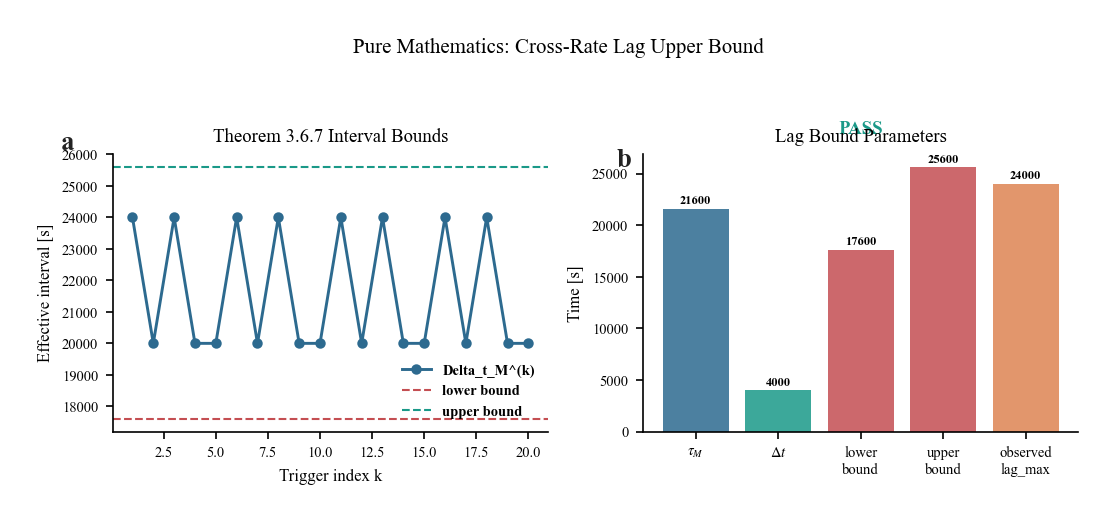 Pure Mathematics: Cross-Rate Lag Upper Bound
a
Theorem 3.6.7 Interval Bounds
26000
25000
24000
23000
22000
21000
20000
19000
18000
Effective interval [s]
2.5 5.0 7.5 10.0 12.5 15.0 17.5 20.0
Trigger index k
Delta_t_M^(k)
lower bound
upper bound
b
PASS
Lag Bound Parameters
25000
20000
15000
10000
5000
0
Time [s]
21600
4000
17600
25600
24000
τ_M Δt lower upper observed
bound bound lag_max